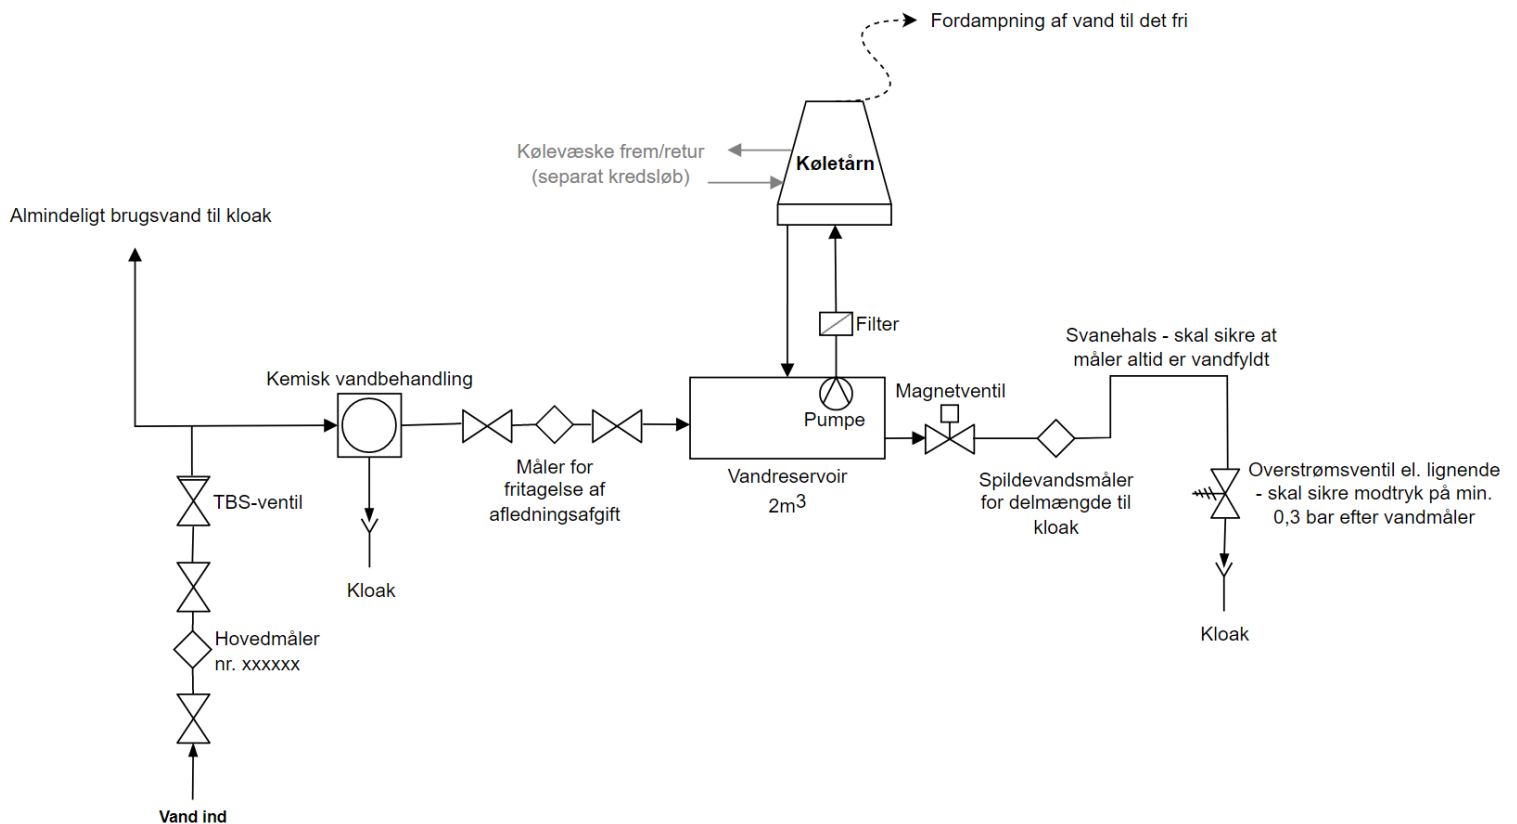 Fordampning af vand til det fri
Kølevæske frem/retur
(separat kredsløb)
Køletårn
Almindeligt brugsvand til kloak
Filter
Svanehals - skal sikre at
måler altid er vandfyldt
Kemisk vandbehandling
Magnetventil
Pumpe
Måler for
fritagelse af
afledningsafgift
Vandreservoir
2m³
Spildevandsmåler
for delmængde til
kloak
Overstrømsventil el. lignende
- skal sikre modtryk på min.
0,3 bar efter vandmåler
TBS-ventil
Kloak
Kloak
Hovedmåler
nr. xxxxxx
Vand ind